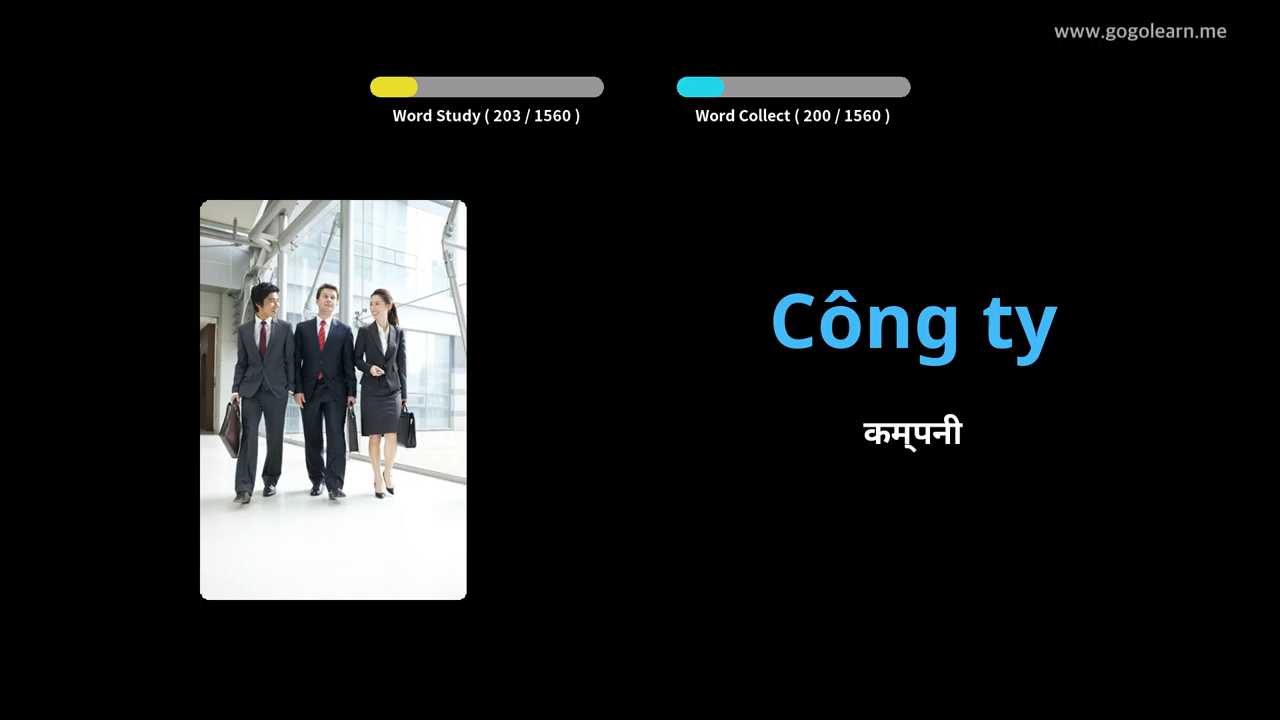 www.gogolearn.me
Word Study ( 203 / 1560 )
Word Collect ( 200 / 1560 )
Công ty
कम्‌पनी